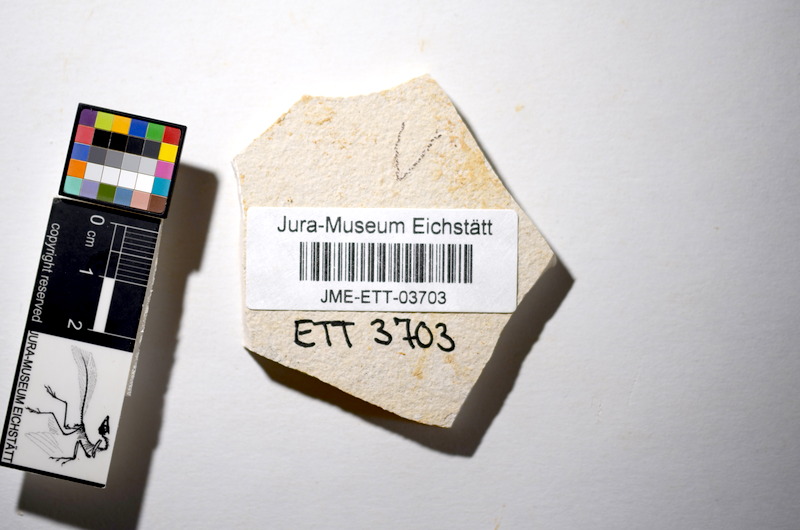 Jura-Museum Eichstätt
JME-ETT-03703
ETT 3703
0
cm
1
2
copyright reserved
JURA-MUSEUM EICHSTÄTT